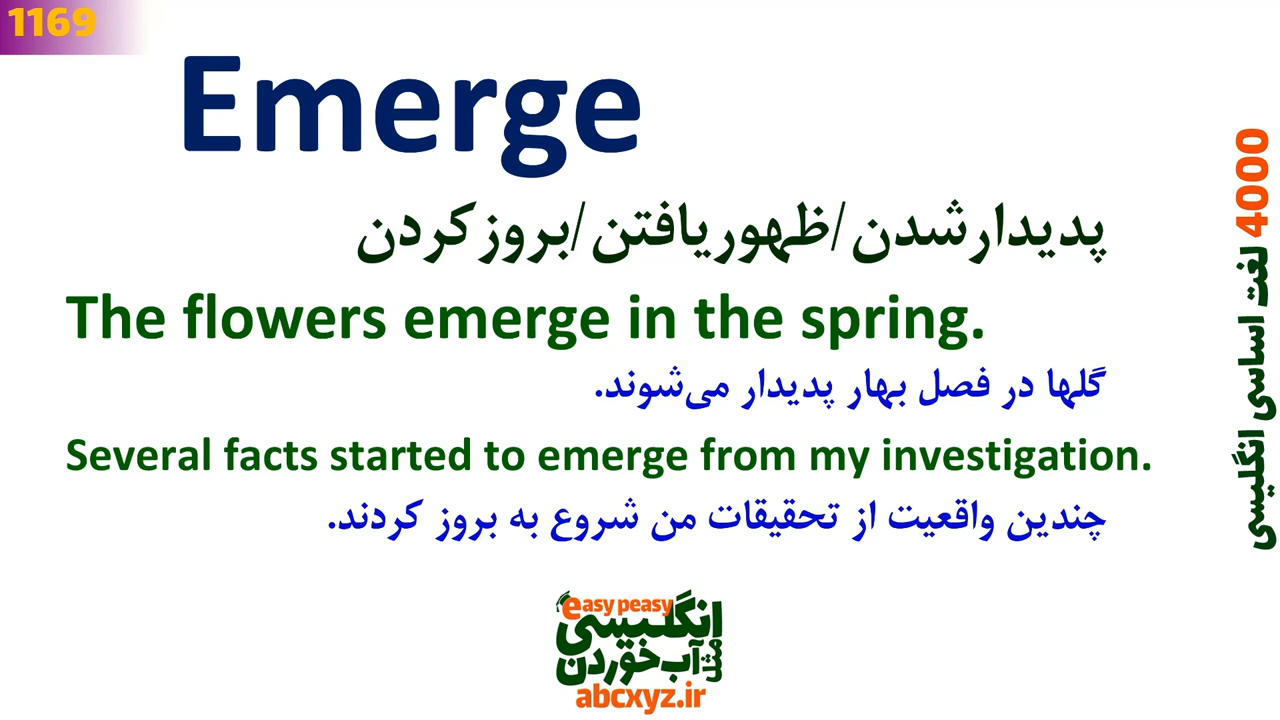 1169
Emerge
پدیدارشدن/ظهوریافتن/بروزکردن
The flowers emerge in the spring.
گلها در فصل بهار پدیدار می‌شوند.
Several facts started to emerge from my investigation.
چندین واقعیت از تحقیقات من شروع به بروز کردند.
4000 لغت اساسی انگلیسی
easy peasy
انگلیسی
مثل آب خوردن
abcxyz.ir